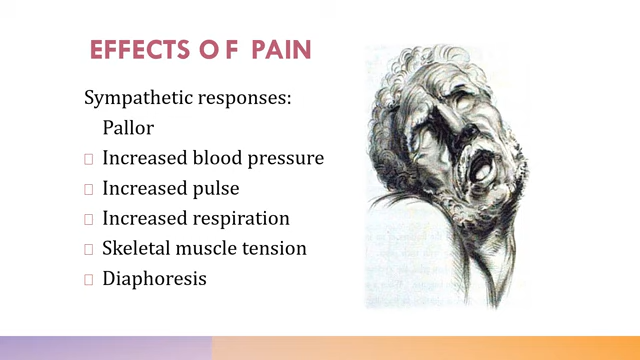 EFFECTS O F PAIN
Sympathetic responses:
Pallor
Increased blood pressure
Increased pulse
Increased respiration
Skeletal muscle tension
Diaphoresis